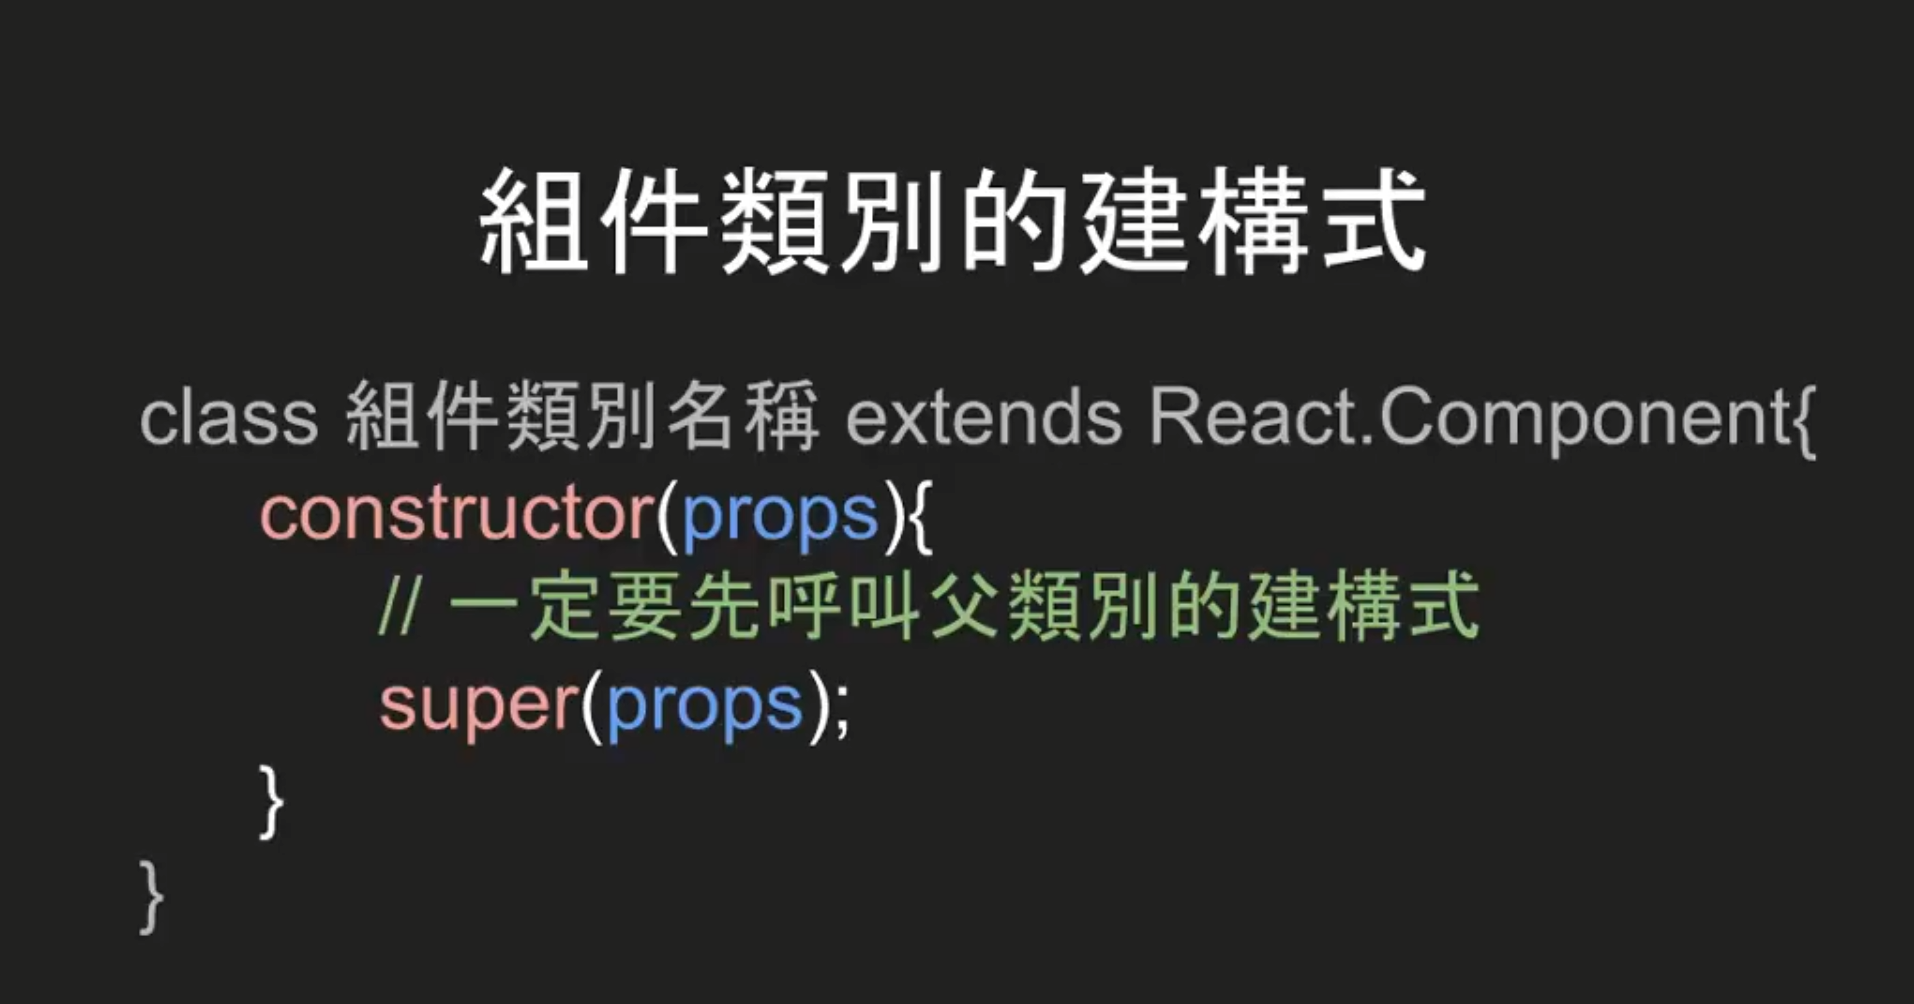 組件類別的建構式
class 組件類別名稱 extends React.Component{
constructor(props){
// 一定要先呼叫父類別的建構式
super(props);
}
}